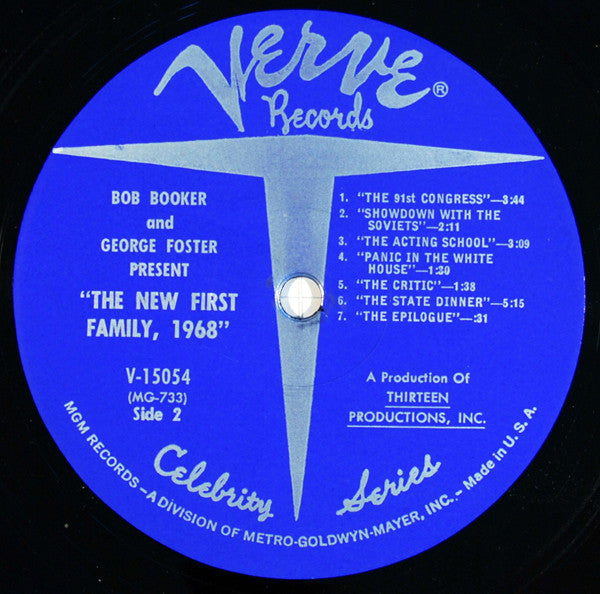 VERVE®
Records
BOB BOOKER
and
GEORGE FOSTER
PRESENT
"THE NEW FIRST
FAMILY, 1968"
V-15054
(MG-733)
Side 2
1. "THE 91st CONGRESS"—3:44
2. "SHOWDOWN WITH THE
SOVIETS"—2:11
3. "THE ACTING SCHOOL"—3:09
4. "PANIC IN THE WHITE
HOUSE"—1:30
5. "THE CRITIC"—1:38
6. "THE STATE DINNER"—5:15
7. "THE EPILOGUE"—:31
A Production Of
THIRTEEN
PRODUCTIONS, INC.
Celebrity Series
MGM RECORDS—A DIVISION OF METRO-GOLDWYN-MAYER, INC.—Made in U. S. A.